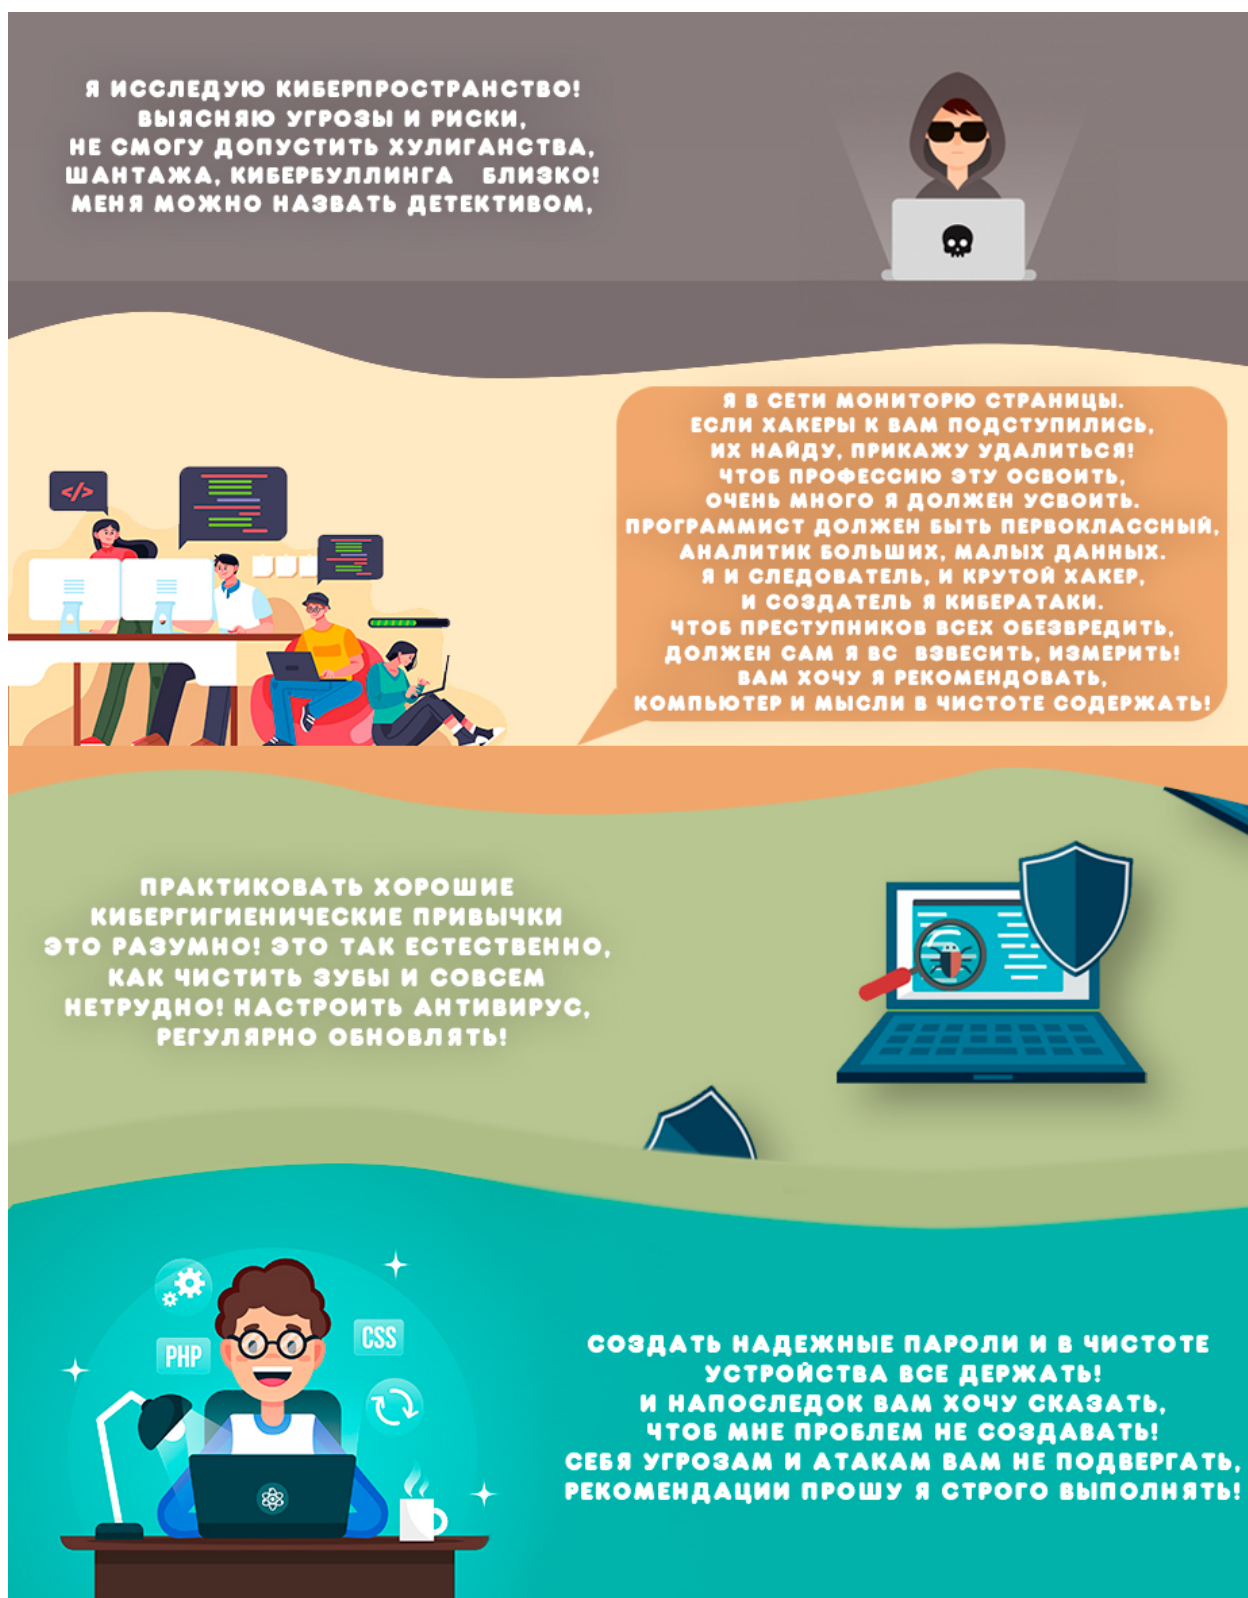 Я ИССЛЕДУЮ КИБЕРПРОСТРАНСТВО!
ВЫЯСНЯЮ УГРОЗЫ И РИСКИ,
НЕ СМОГУ ДОПУСТИТЬ ХУЛИГАНСТВА,
ШАНТАЖА, КИБЕРБУЛЛИНГА БЛИЗКО!
МЕНЯ МОЖНО НАЗВАТЬ ДЕТЕКТИВОМ,
Я В СЕТИ МОНИТОРЮ СТРАНИЦЫ.
ЕСЛИ ХАКЕРЫ К ВАМ ПОДСТУПИЛИСЬ,
ИХ НАЙДУ, ПРИКАЖУ УДАЛИТЬСЯ!
ЧТОБ ПРОФЕССИЮ ЭТУ ОСВОИТЬ,
ОЧЕНЬ МНОГО Я ДОЛЖЕН УСВОИТЬ.
ПРОГРАММИСТ ДОЛЖЕН БЫТЬ ПЕРВОКЛАССНЫЙ,
АНАЛИТИК БОЛЬШИХ, МАЛЫХ ДАННЫХ.
Я И СЛЕДОВАТЕЛЬ, И КРУТОЙ ХАКЕР,
И СОЗДАТЕЛЬ Я КИБЕРАТАКИ.
ЧТОБ ПРЕСТУПНИКОВ ВСЕХ ОБЕЗВРЕДИТЬ,
ДОЛЖЕН САМ Я ВС ВЗВЕСИТЬ, ИЗМЕРИТЬ!
ВАМ ХОЧУ Я РЕКОМЕНДОВАТЬ,
КОМПЬЮТЕР И МЫСЛИ В ЧИСТОТЕ СОДЕРЖАТЬ!
</>
ПРАКТИКОВАТЬ ХОРОШИЕ
КИБЕРГИГИЕНИЧЕСКИЕ ПРИВЫЧКИ
ЭТО РАЗУМНО! ЭТО ТАК ЕСТЕСТВЕННО,
КАК ЧИСТИТЬ ЗУБЫ И СОВСЕМ
НЕТРУДНО! НАСТРОИТЬ АНТИВИРУС,
РЕГУЛЯРНО ОБНОВЛЯТЬ!
PHP
CSS
СОЗДАТЬ НАДЕЖНЫЕ ПАРОЛИ И В ЧИСТОТЕ
УСТРОЙСТВА ВСЕ ДЕРЖАТЬ!
И НАПОСЛЕДОК ВАМ ХОЧУ СКАЗАТЬ,
ЧТОБ МНЕ ПРОБЛЕМ НЕ СОЗДАВАТЬ!
СЕБЯ УГРОЗАМ И АТАКАМ ВАМ НЕ ПОДВЕРГАТЬ,
РЕКОМЕНДАЦИИ ПРОШУ Я СТРОГО ВЫПОЛНЯТЬ!